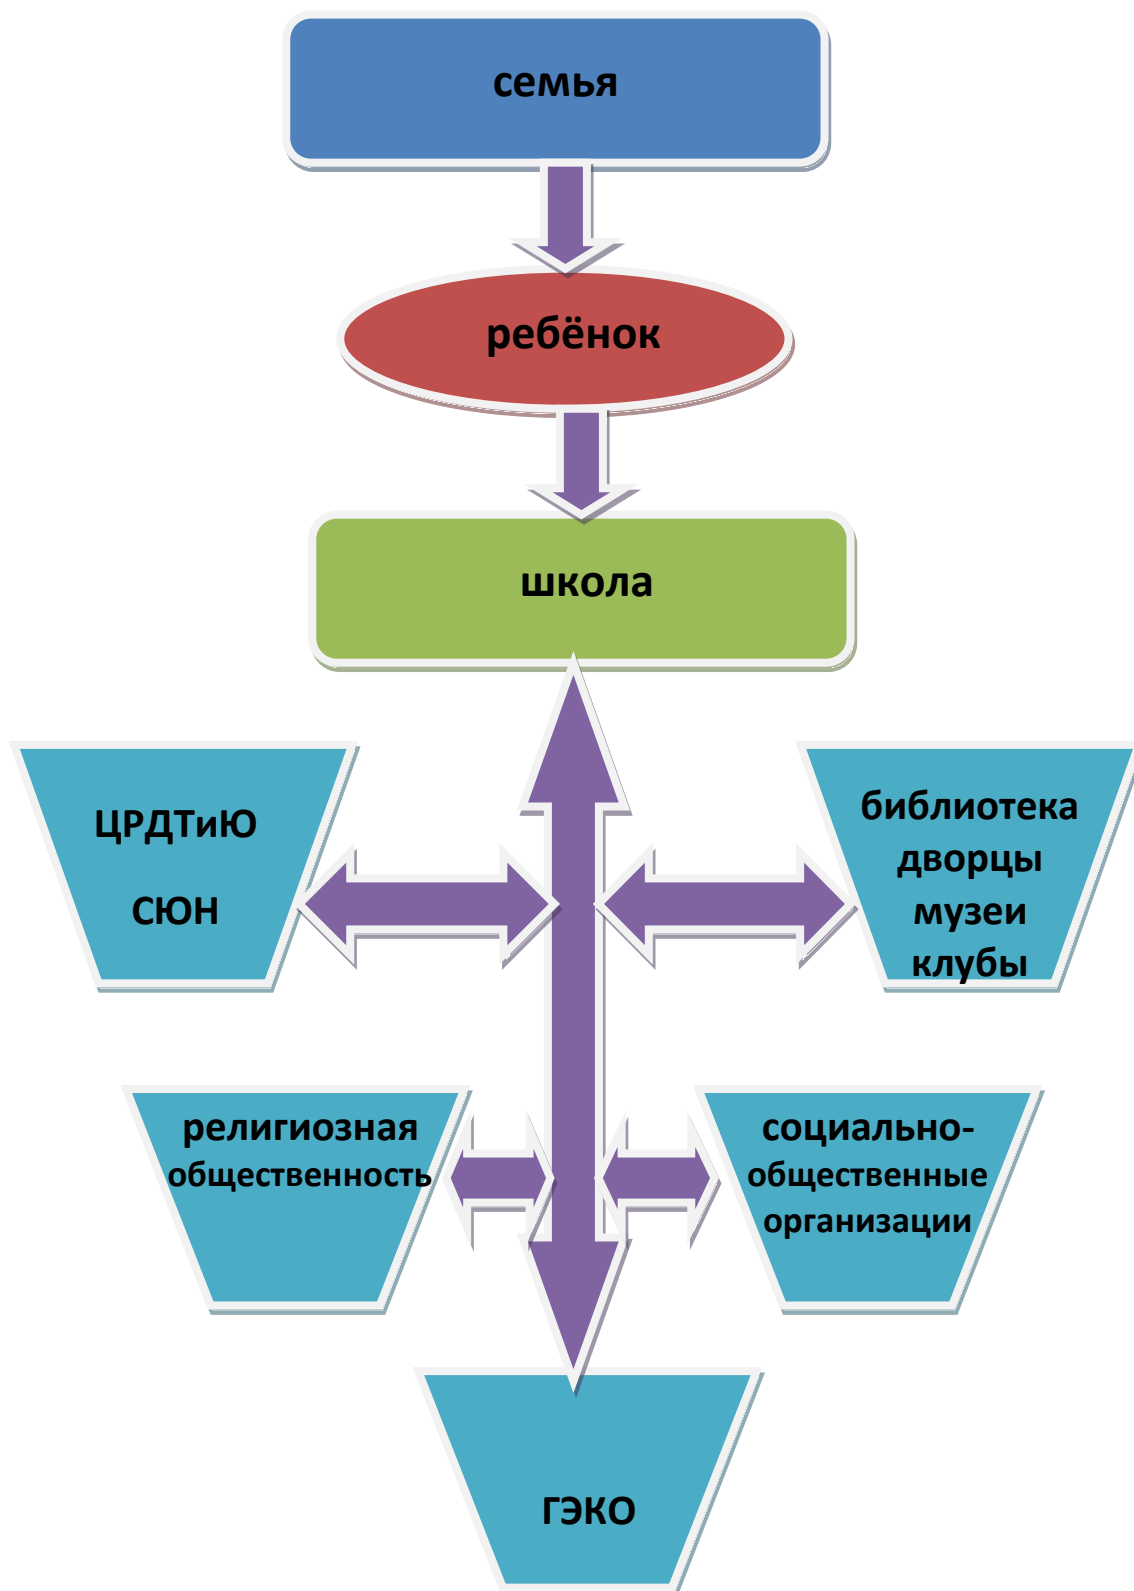 семья
ребёнок
школа
ЦРДТиЮ
СЮН
библиотека
дворцы
музеи
клубы
религиозная
общественность
социально-
общественные
организации
ГЭКО